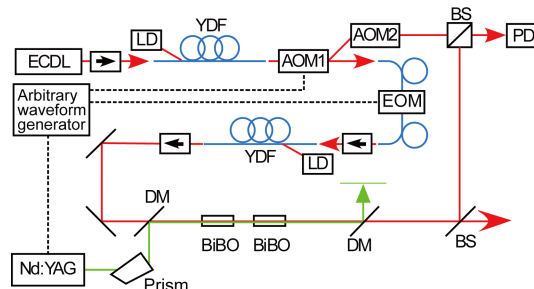 YDF
BS
LD
AOM2
ECDL
AOM1
PD
Arbitrary
waveform
generator
EOM
YDF
LD
DM
BiBO
BiBO
DM
BS
Nd:YAG
Prism